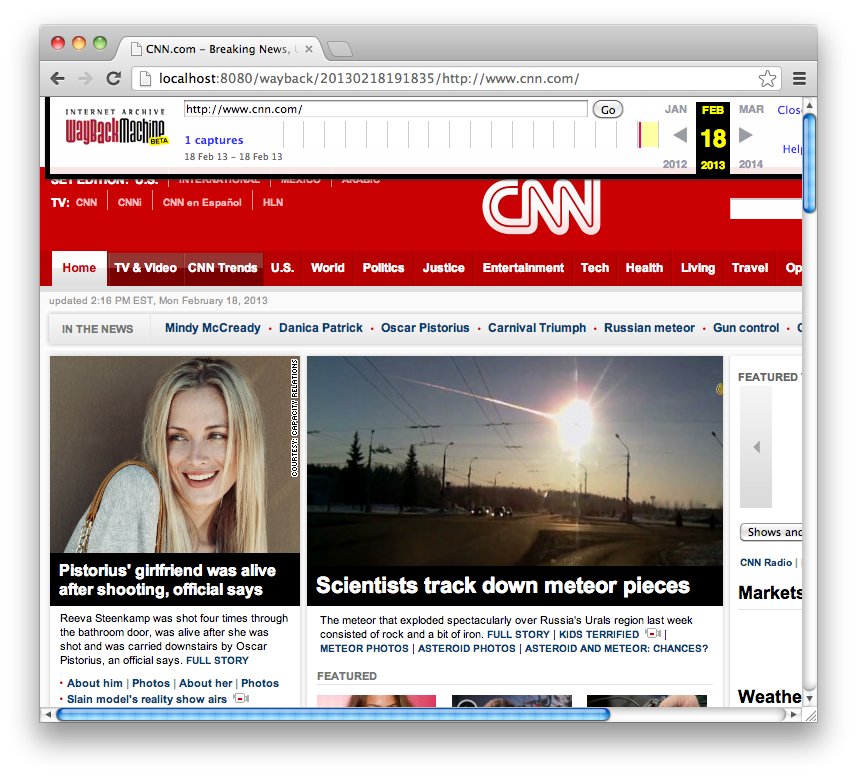 CNN.com – Breaking News, U
localhost:8080/wayback/20130218191835/http://www.cnn.com/
INTERNET ARCHIVE
WayBackMachine
BETA
http://www.cnn.com/
Go
1 captures
18 Feb 13 – 18 Feb 13
JAN FEB MAR
18
2012 2013 2014
Close
Help
SET EDITION: U.S. INTERNATIONAL MÉXICO ARABIC
TV: CNN CNNi CNN en Español HLN
CNN
Home TV & Video CNN Trends U.S. World Politics Justice Entertainment Tech Health Living Travel Op
updated 2:16 PM EST, Mon February 18, 2013
IN THE NEWS Mindy McCready • Danica Patrick • Oscar Pistorius • Carnival Triumph • Russian meteor • Gun control •
COURTESY: CAPACITY RELATIONS
Pistorius' girlfriend was alive
after shooting, official says
Reeva Steenkamp was shot four times through
the bathroom door, was alive after she was
shot and was carried downstairs by Oscar
Pistorius, an official says. FULL STORY
• About him | Photos | About her | Photos
• Slain model's reality show airs
Scientists track down meteor pieces
The meteor that exploded spectacularly over Russia's Urals region last week
consisted of rock and a bit of iron. FULL STORY | KIDS TERRIFIED |
METEOR PHOTOS | ASTEROID PHOTOS | ASTEROID AND METEOR: CHANCES?
FEATURED
FEATURED
Shows and
CNN Radio |
Markets
Weathe